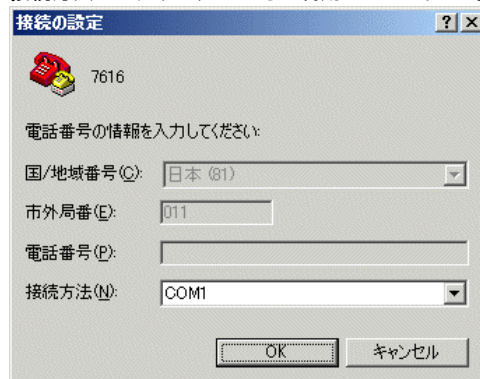 接続の設定
7616
電話番号の情報を入力してください:
国/地域番号(C): 日本 (81)
市外局番(E): 011
電話番号(P):
接続方法(N): COM1
OK キャンセル